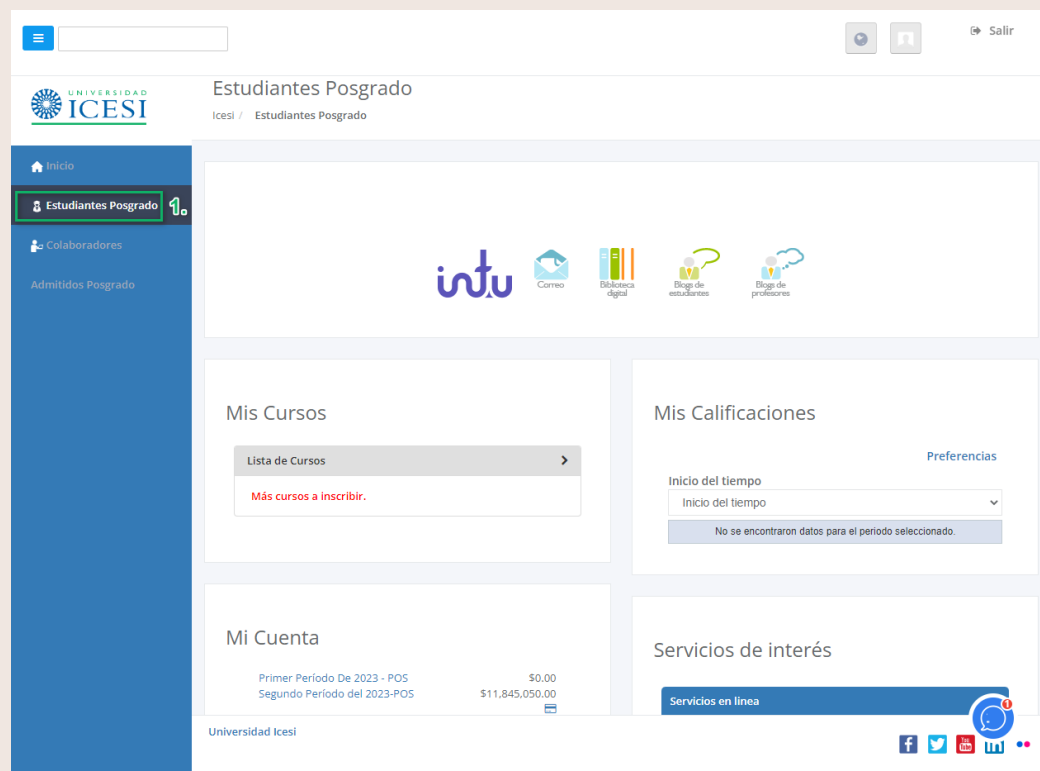 Salir
UNIVERSIDAD
ICESI
Estudiantes Posgrado
Icesi / Estudiantes Posgrado
Inicio
Estudiantes Posgrado 1.
Colaboradores
Admitidos Posgrado
intu
Correo
Biblioteca
digital
Blogs de
estudiantes
Blogs de
profesores
Mis Cursos
Lista de Cursos
Más cursos a inscribir.
Mis Calificaciones
Preferencias
Inicio del tiempo
Inicio del tiempo
No se encontraron datos para el periodo seleccionado.
Mi Cuenta
Primer Período De 2023 - POS $0.00
Segundo Período del 2023-POS $11,845,050.00
Servicios de interés
Servicios en linea
1
Universidad Icesi
f
You
Tube
in